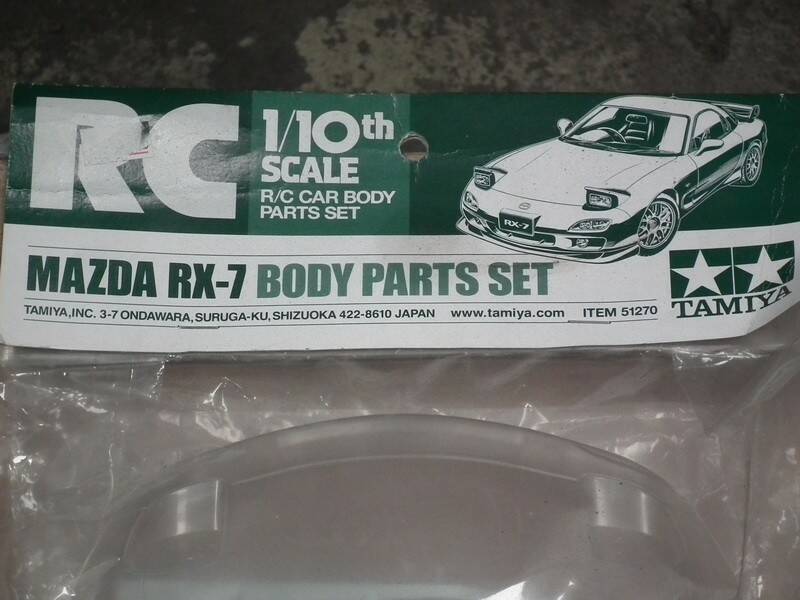 RC
1/10th
SCALE
R/C CAR BODY
PARTS SET
RX-7
MAZDA RX-7 BODY PARTS SET
TAMIYA
TAMIYA,INC. 3-7 ONDAWARA,SURUGA-KU,SHIZUOKA 422-8610 JAPAN www.tamiya.com ITEM 51270